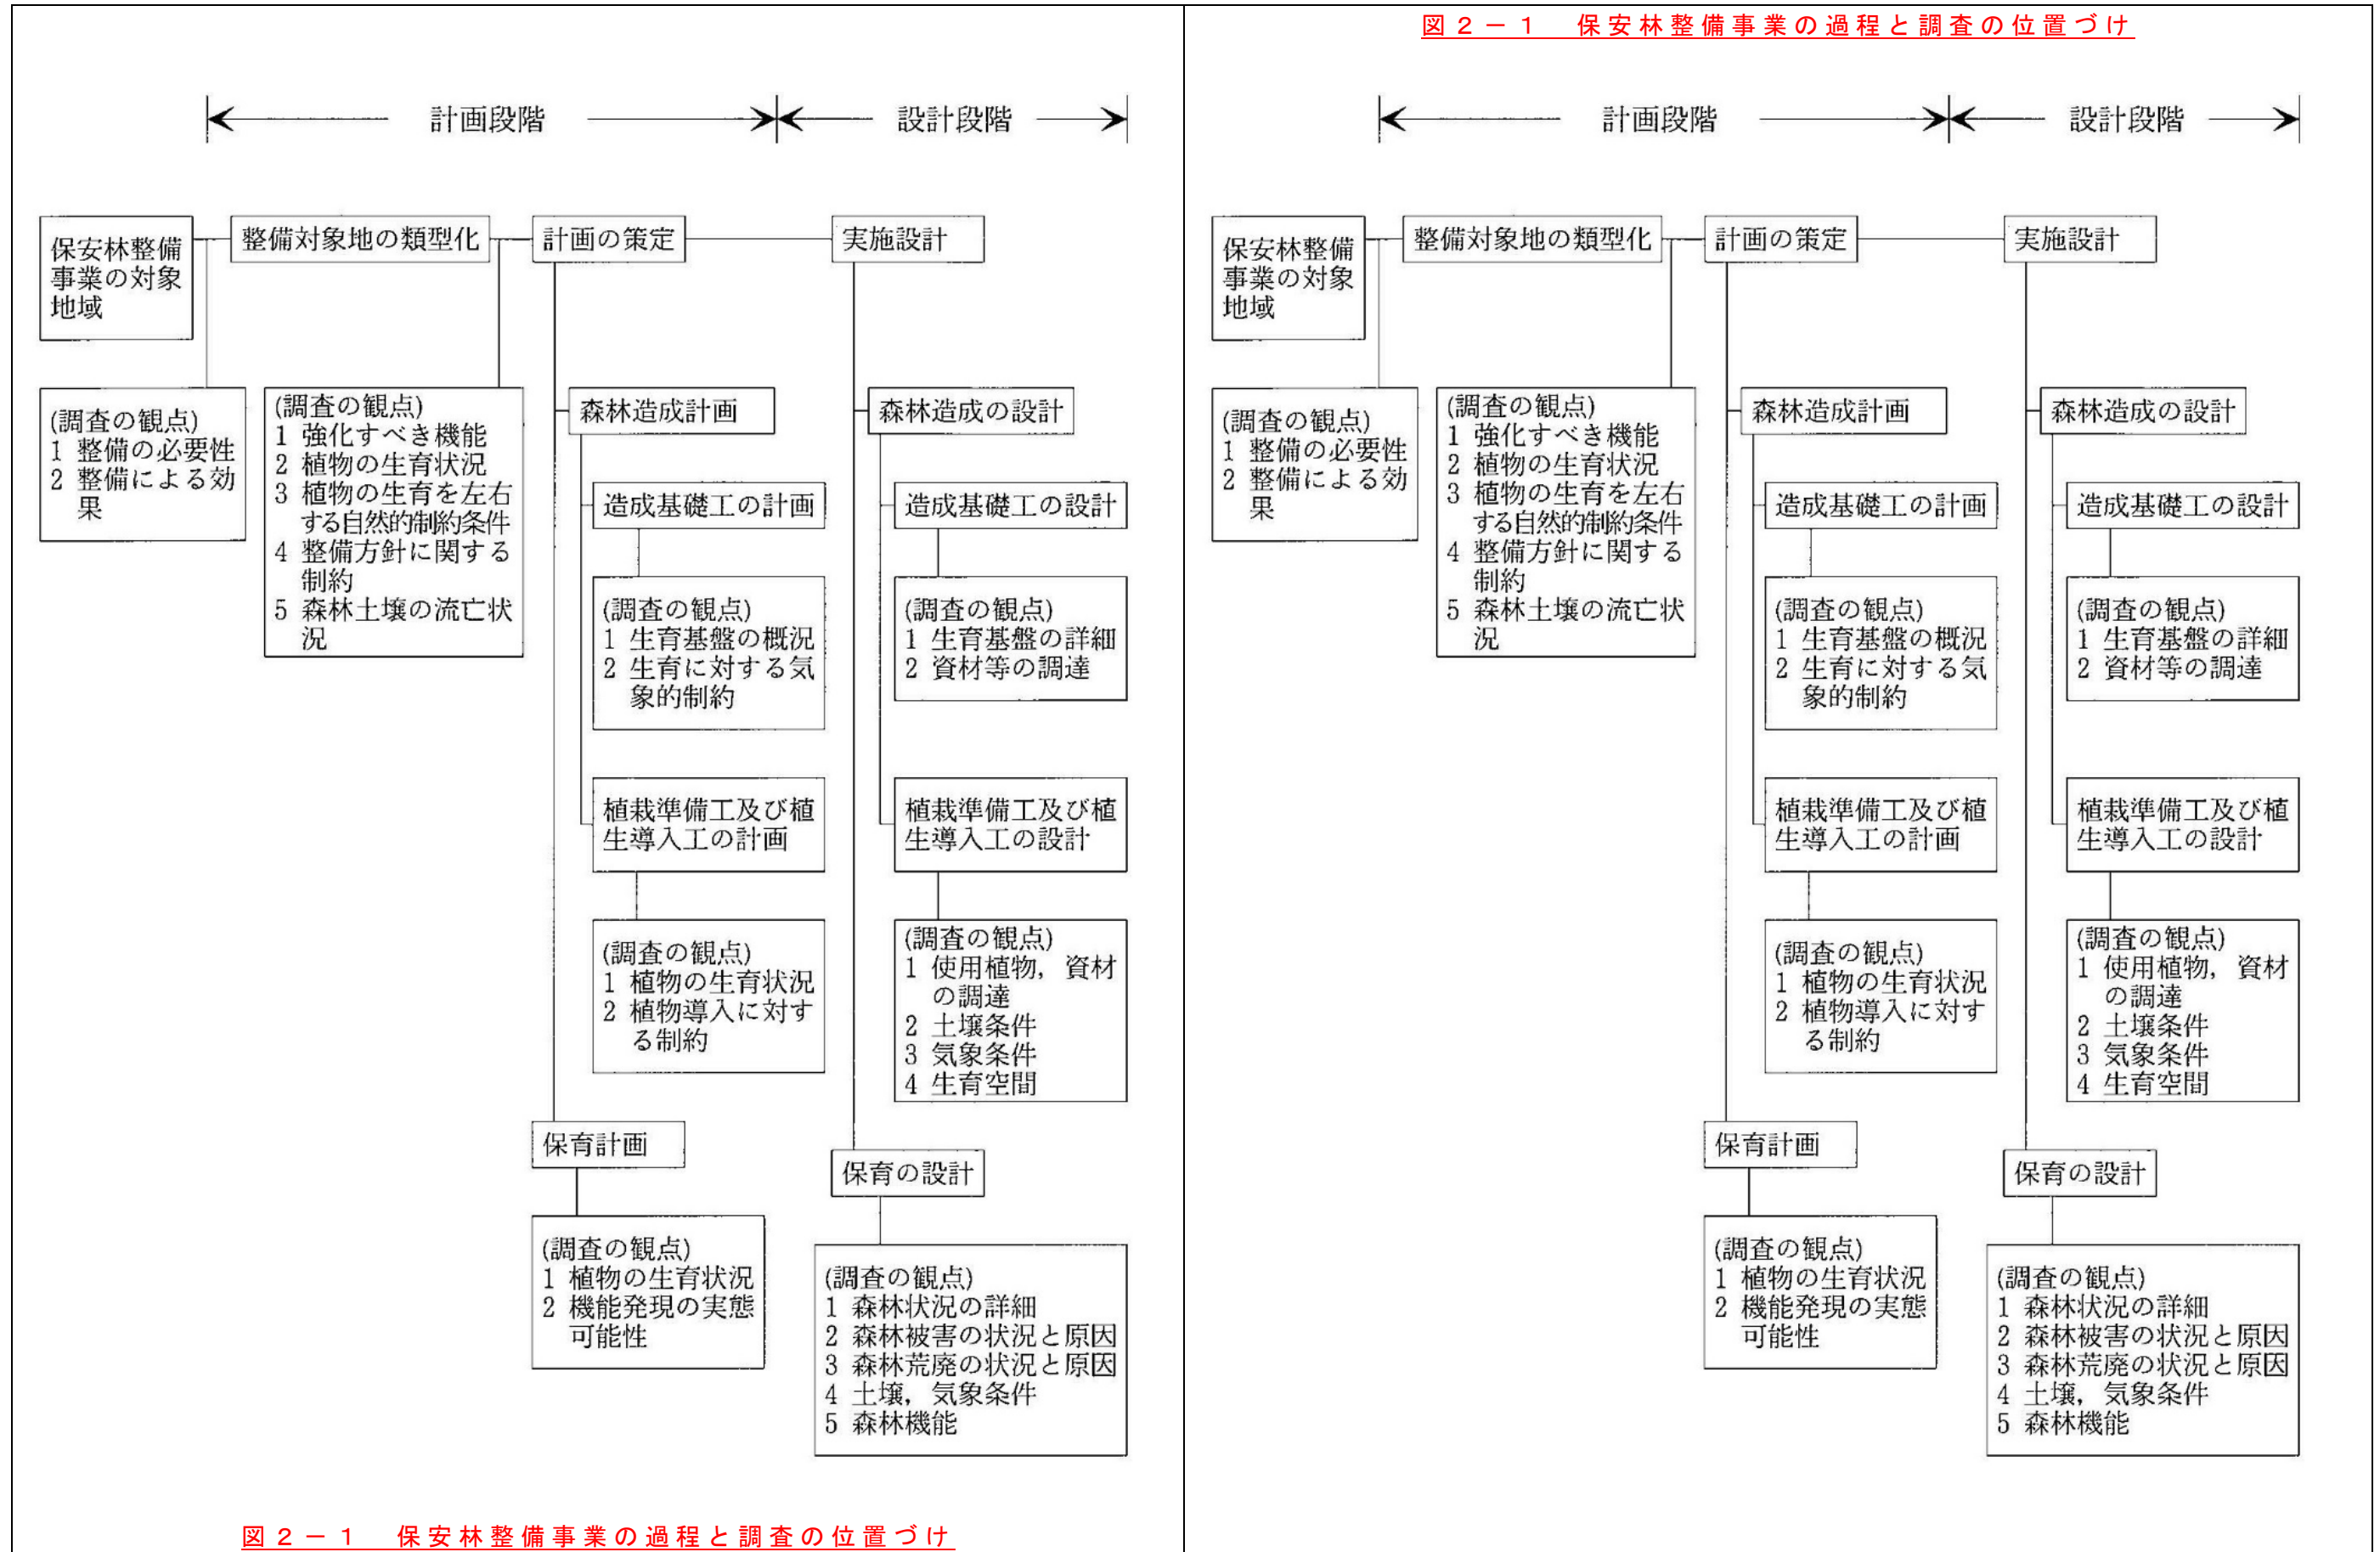 計画段階
設計段階
保安林整備
事業の対象
地域
整備対象地の類型化
計画の策定
実施設計
(調査の観点)
1 整備の必要性
2 整備による効
果
(調査の観点)
1 強化すべき機能
2 植物の生育状況
3 植物の生育を左右
する自然的制約条件
4 整備方針に関する
制約
5 森林土壌の流亡状
況
森林造成計画
造成基礎工の計画
(調査の観点)
1 生育基盤の概況
2 生育に対する気
象的制約
植栽準備工及び植
生導入工の計画
(調査の観点)
1 植物の生育状況
2 植物導入に対す
る制約
保育計画
(調査の観点)
1 植物の生育状況
2 機能発現の実態
可能性
森林造成の設計
造成基礎工の設計
(調査の観点)
1 生育基盤の詳細
2 資材等の調達
植栽準備工及び植
生導入工の設計
(調査の観点)
1 使用植物，資材
の調達
2 土壌条件
3 気象条件
4 生育空間
保育の設計
(調査の観点)
1 森林状況の詳細
2 森林被害の状況と原因
3 森林荒廃の状況と原因
4 土壌，気象条件
5 森林機能
図２－１　保安林整備事業の過程と調査の位置づけ
図２－１　保安林整備事業の過程と調査の位置づけ
計画段階
設計段階
保安林整備
事業の対象
地域
整備対象地の類型化
計画の策定
実施設計
(調査の観点)
1 整備の必要性
2 整備による効
果
(調査の観点)
1 強化すべき機能
2 植物の生育状況
3 植物の生育を左右
する自然的制約条件
4 整備方針に関する
制約
5 森林土壌の流亡状
況
森林造成計画
造成基礎工の計画
(調査の観点)
1 生育基盤の概況
2 生育に対する気
象的制約
植栽準備工及び植
生導入工の計画
(調査の観点)
1 植物の生育状況
2 植物導入に対す
る制約
保育計画
(調査の観点)
1 植物の生育状況
2 機能発現の実態
可能性
森林造成の設計
造成基礎工の設計
(調査の観点)
1 生育基盤の詳細
2 資材等の調達
植栽準備工及び植
生導入工の設計
(調査の観点)
1 使用植物，資材
の調達
2 土壌条件
3 気象条件
4 生育空間
保育の設計
(調査の観点)
1 森林状況の詳細
2 森林被害の状況と原因
3 森林荒廃の状況と原因
4 土壌，気象条件
5 森林機能